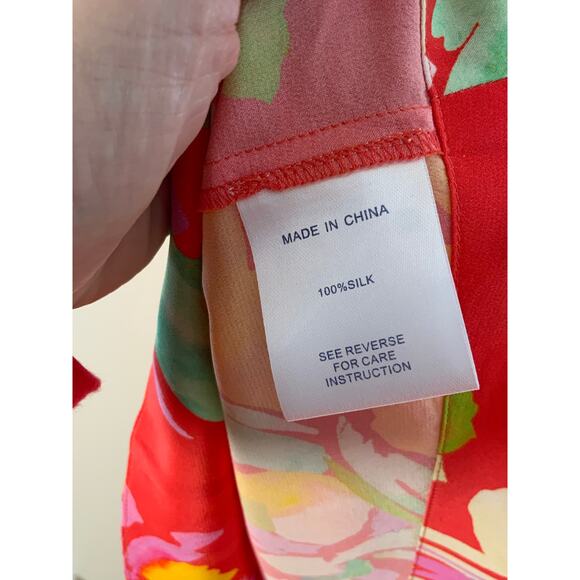 MADE IN CHINA
100%SILK
SEE REVERSE
FOR CARE
INSTRUCTION